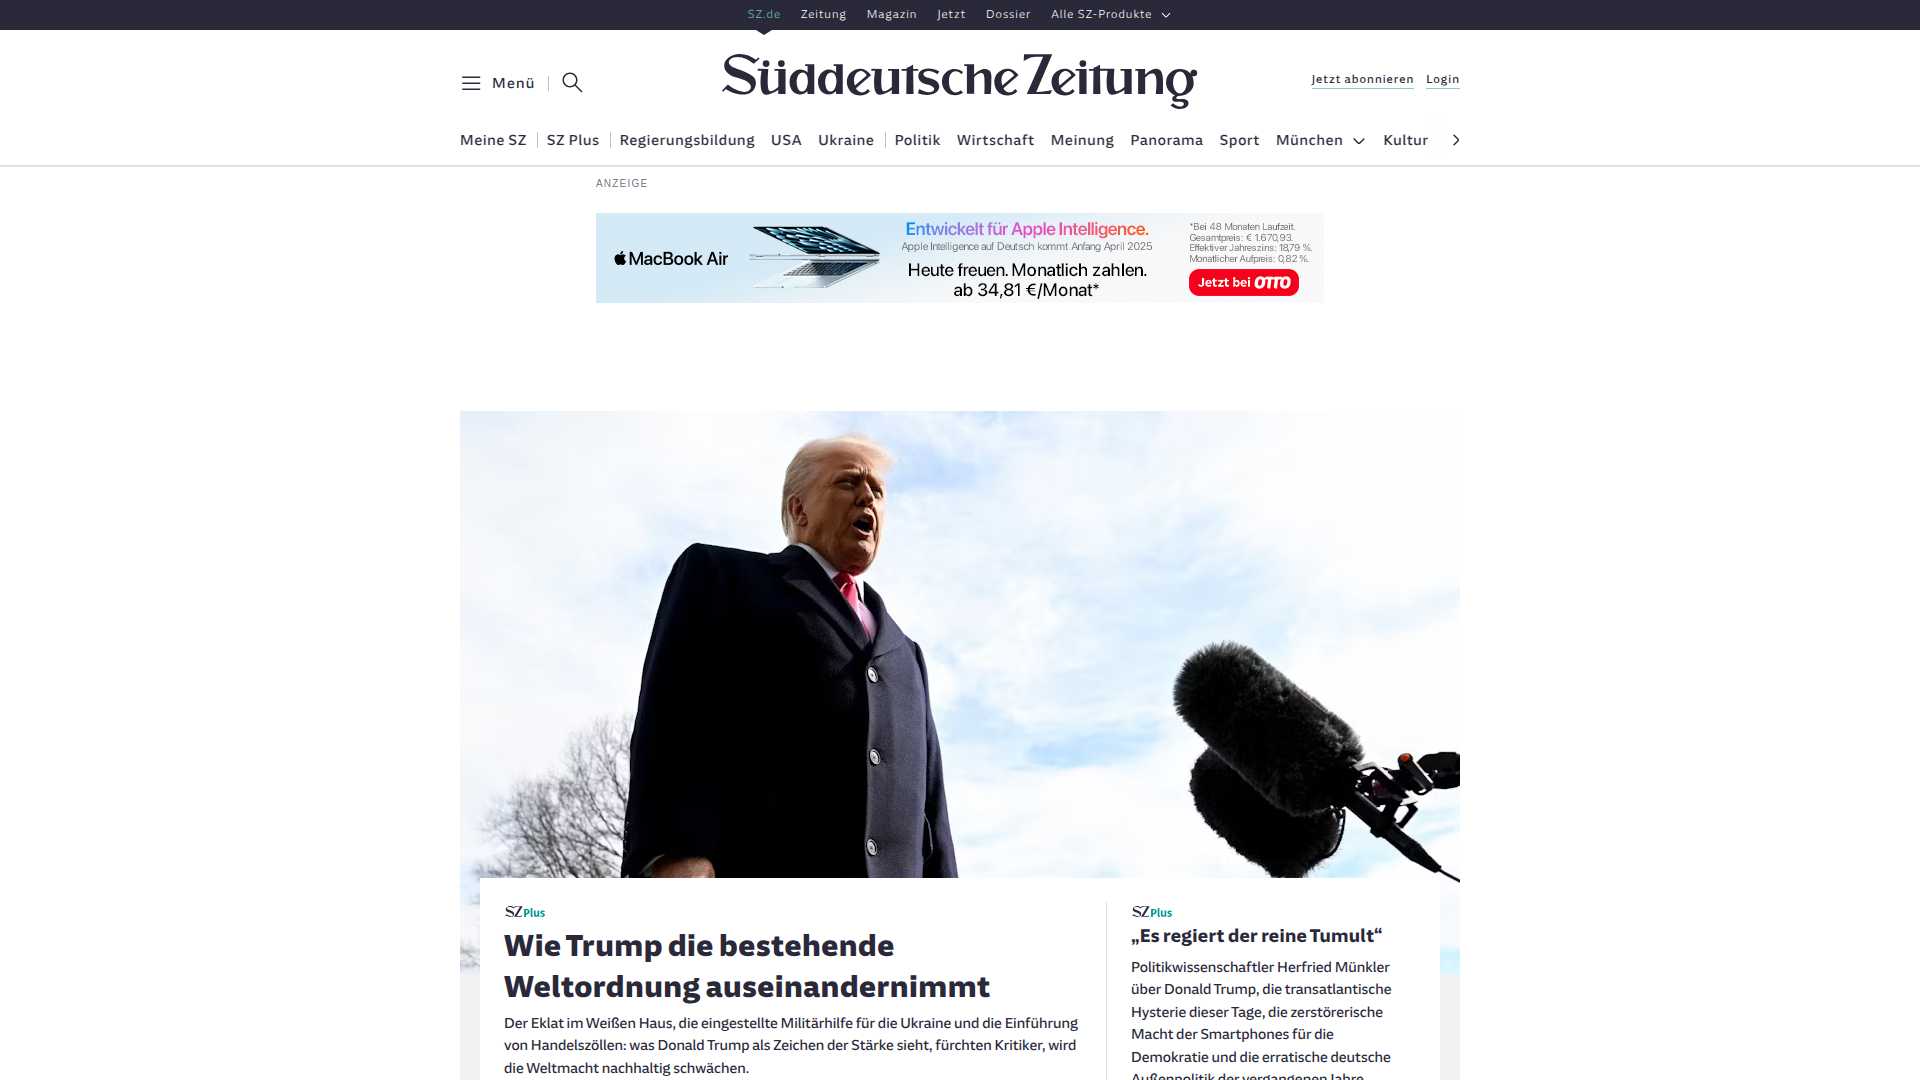 SZ.de Zeitung Magazin Jetzt Dossier Alle SZ-Produkte
Menü
Süddeutsche Zeitung
Jetzt abonnieren Login
Meine SZ SZ Plus Regierungsbildung USA Ukraine Politik Wirtschaft Meinung Panorama Sport München Kultur
ANZEIGE
MacBook Air
Entwickelt für Apple Intelligence.
Apple Intelligence auf Deutsch kommt Anfang April 2025
Heute freuen. Monatlich zahlen.
ab 34,81 €/Monat*
*Bei 48 Monaten Laufzeit.
Gesamtpreis: € 1.670,93.
Effektiver Jahreszins: 18,79 %.
Monatlicher Aufpreis: 0,82 %.
Jetzt bei OTTO
SZ Plus
Wie Trump die bestehende
Weltordnung auseinandernimmt
Der Eklat im Weißen Haus, die eingestellte Militärhilfe für die Ukraine und die Einführung
von Handelszöllen: was Donald Trump als Zeichen der Stärke sieht, fürchten Kritiker, wird
die Weltmacht nachhaltig schwächen.
SZ Plus
„Es regiert der reine Tumult“
Politikwissenschaftler Herfried Münkler
über Donald Trump, die transatlantische
Hysterie dieser Tage, die zerstörerische
Macht der Smartphones für die
Demokratie und die erratische deutsche
Außenpolitik der vergangenen Jahre.